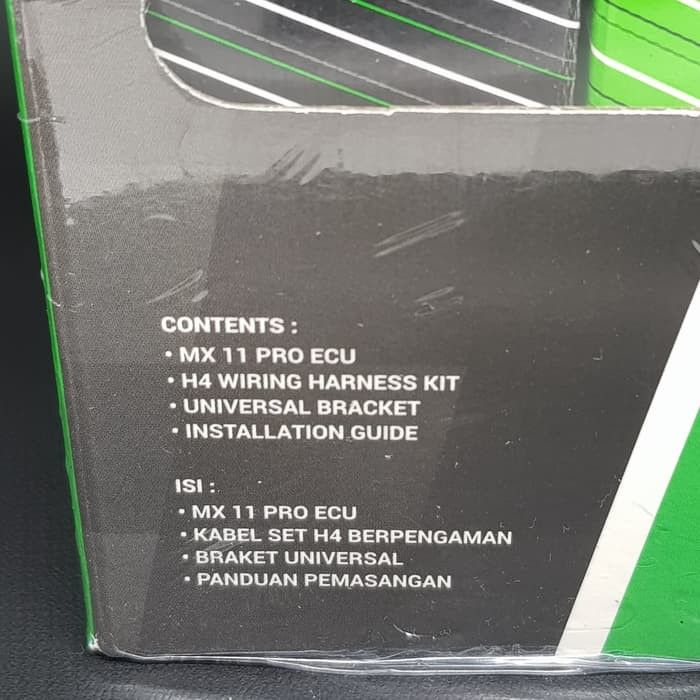 CONTENTS :
• MX 11 PRO ECU
• H4 WIRING HARNESS KIT
• UNIVERSAL BRACKET
• INSTALLATION GUIDE
ISI :
• MX 11 PRO ECU
• KABEL SET H4 BERPENGAMAN
• BRAKET UNIVERSAL
• PANDUAN PEMASANGAN